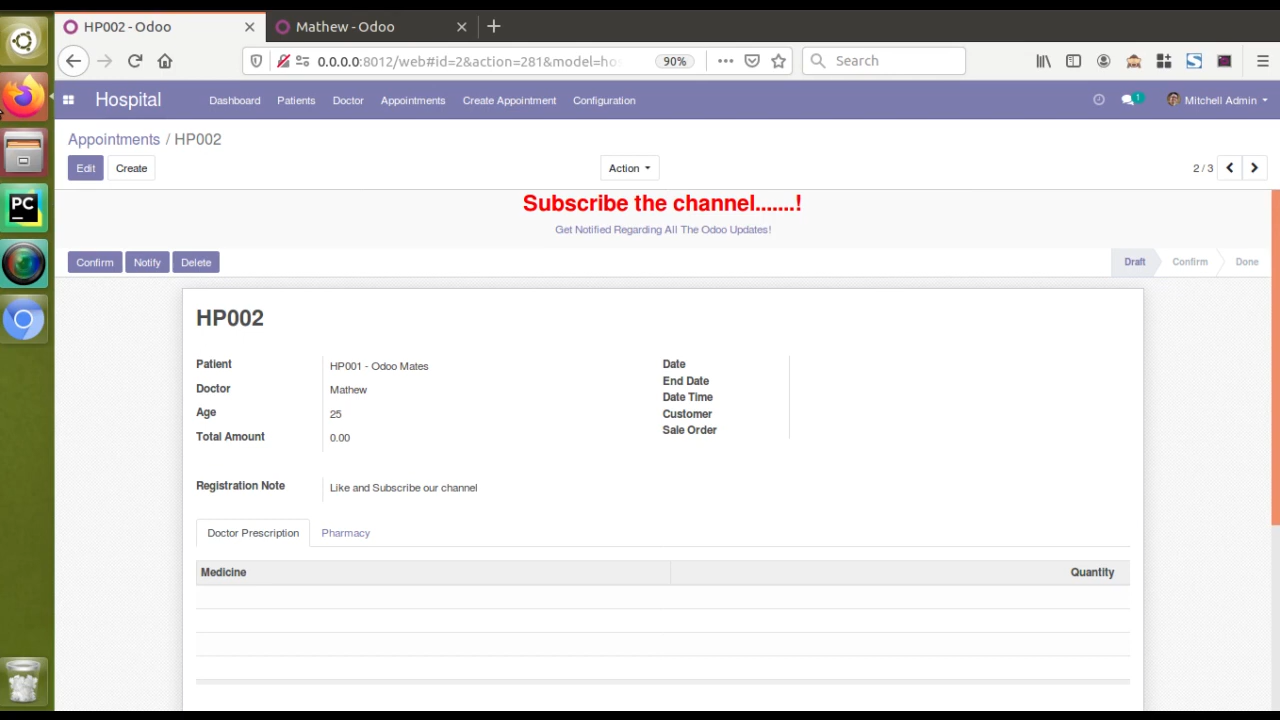 HP002 - Odoo
Mathew - Odoo
0.0.0.0:8012/web#id=2&action=281&model=ho
90%
Search
Hospital
Dashboard
Patients
Doctor
Appointments
Create Appointment
Configuration
1
Mitchell Admin
Appointments / HP002
Edit
Create
Action
2 / 3
Subscribe the channel.......!
Get Notified Regarding All The Odoo Updates!
Confirm
Notify
Delete
Draft
Confirm
Done
HP002
Patient HP001 - Odoo Mates
Doctor Mathew
Age 25
Total Amount 0.00
Date
End Date
Date Time
Customer
Sale Order
Registration Note Like and Subscribe our channel
Doctor Prescription
Pharmacy
Medicine
Quantity
PC